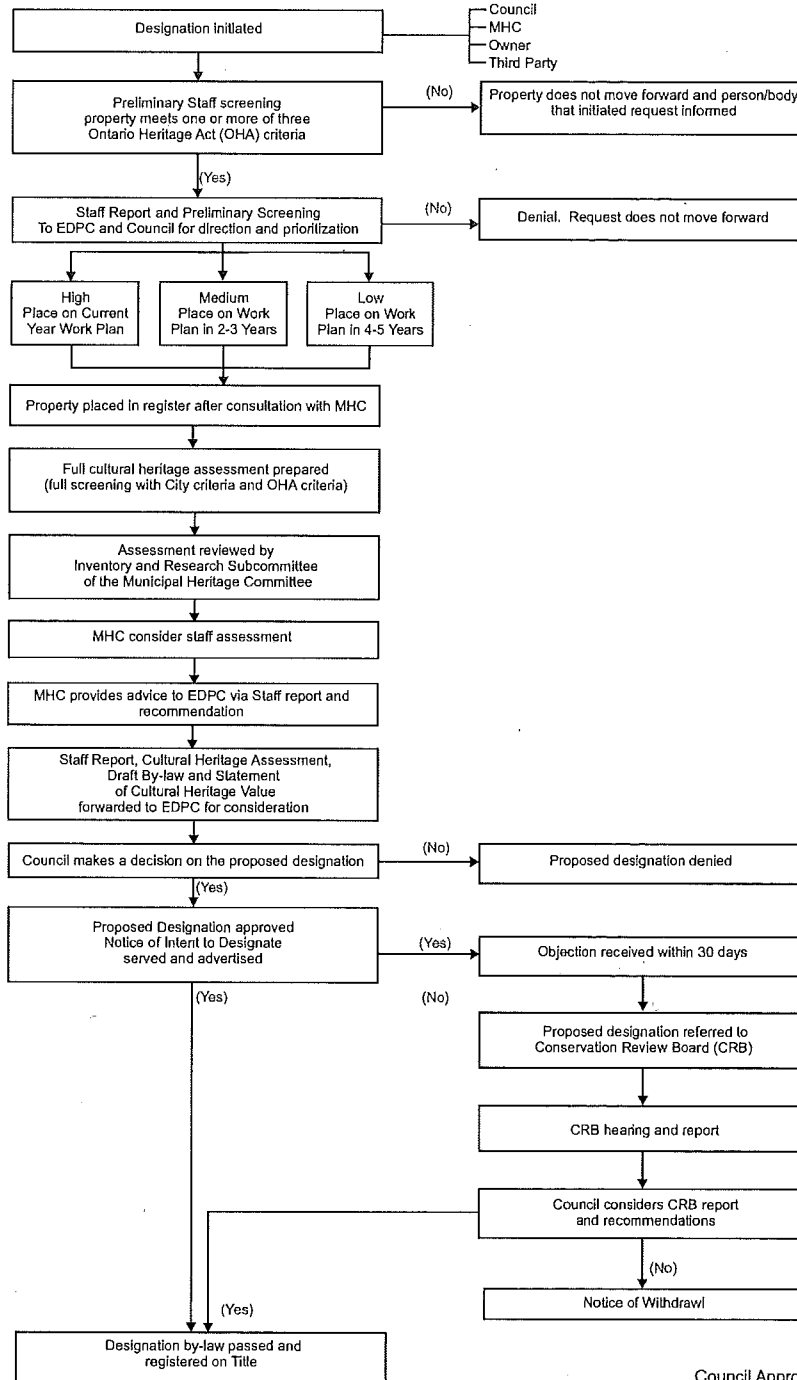 Designation initiated
Council
MHC
Owner
Third Party
Preliminary Staff screening
property meets one or more of three
Ontario Heritage Act (OHA) criteria
(No)
Property does not move forward and person/body
that initiated request informed
(Yes)
Staff Report and Preliminary Screening
To EDPC and Council for direction and prioritization
(No)
Denial. Request does not move forward
High
Place on Current
Year Work Plan
Medium
Place on Work
Plan in 2-3 Years
Low
Place on Work
Plan in 4-5 Years
Property placed in register after consultation with MHC
Full cultural heritage assessment prepared
(full screening with City criteria and OHA criteria)
Assessment reviewed by
Inventory and Research Subcommittee
of the Municipal Heritage Committee
MHC consider staff assessment
MHC provides advice to EDPC via Staff report and
recommendation
Staff Report, Cultural Heritage Assessment,
Draft By-law and Statement
of Cultural Heritage Value
forwarded to EDPC for consideration
Council makes a decision on the proposed designation
(No)
Proposed designation denied
(Yes)
Proposed Designation approved
Notice of Intent to Designate
served and advertised
(Yes)
Objection received within 30 days
(Yes)
(No)
Proposed designation referred to
Conservation Review Board (CRB)
CRB hearing and report
Council considers CRB report
and recommendations
(No)
Notice of Withdrawl
(Yes)
Designation by-law passed and
registered on Title
Council Appro